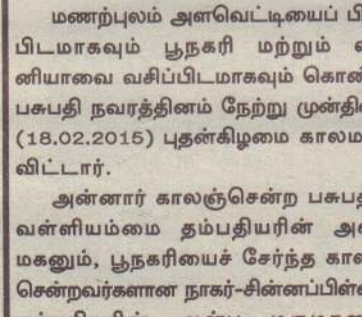 மணற்புலம் அளவெட்டியைப் பி
பிடமாகவும் பூநகரி மற்றும் வ
னியாவை வசிப்பிடமாகவும் கொண்
பசுபதி நவரத்தினம் நேற்று முன்தி
(18.02.2015) புதன்கிழமை காலம
விட்டார்.
அன்னார் காலஞ்சென்ற பசுபத
வள்ளியம்மை தம்பதியரின் அ
மகனும், பூநகரியைச் சேர்ந்த கால
சென்றவர்களான நாகர்-சின்னப்பிள்